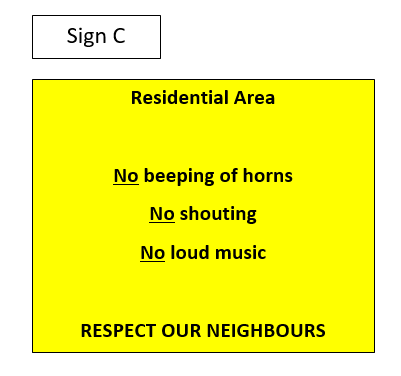 Sign C
Residential Area
No beeping of horns
No shouting
No loud music
RESPECT OUR NEIGHBOURS